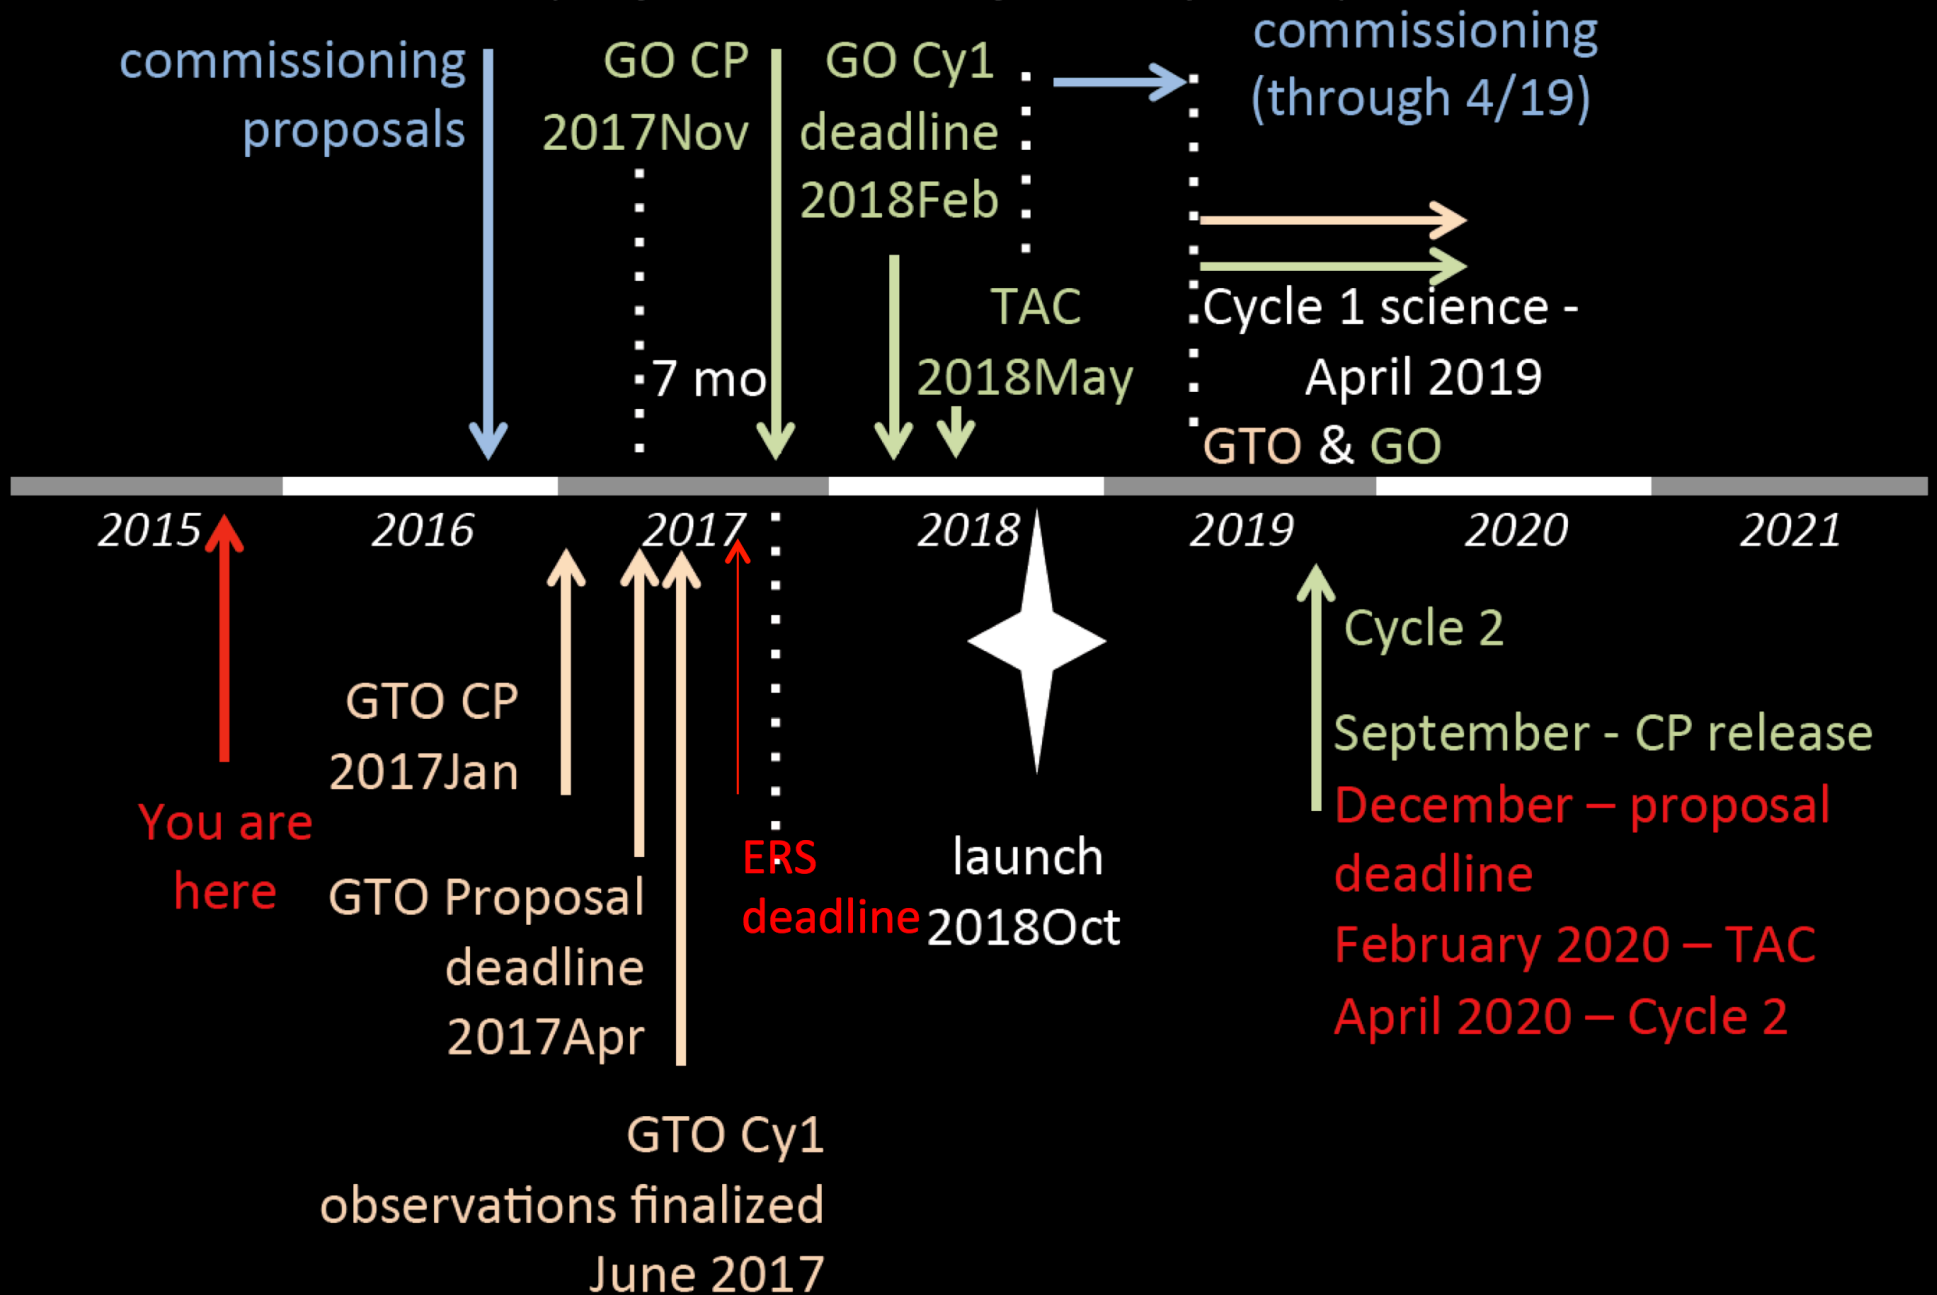 commissioning
proposals
GO CP
2017Nov
GO Cy1
deadline
2018Feb
commissioning
(through 4/19)
7 mo
TAC
2018May
Cycle 1 science -
April 2019
GTO & GO
2015
2016
2017
2018
2019
2020
2021
You are
here
GTO CP
2017Jan
GTO Proposal
deadline
2017Apr
GTO Cy1
observations finalized
June 2017
ERS
deadline
launch
2018Oct
Cycle 2
September - CP release
December – proposal
deadline
February 2020 – TAC
April 2020 – Cycle 2